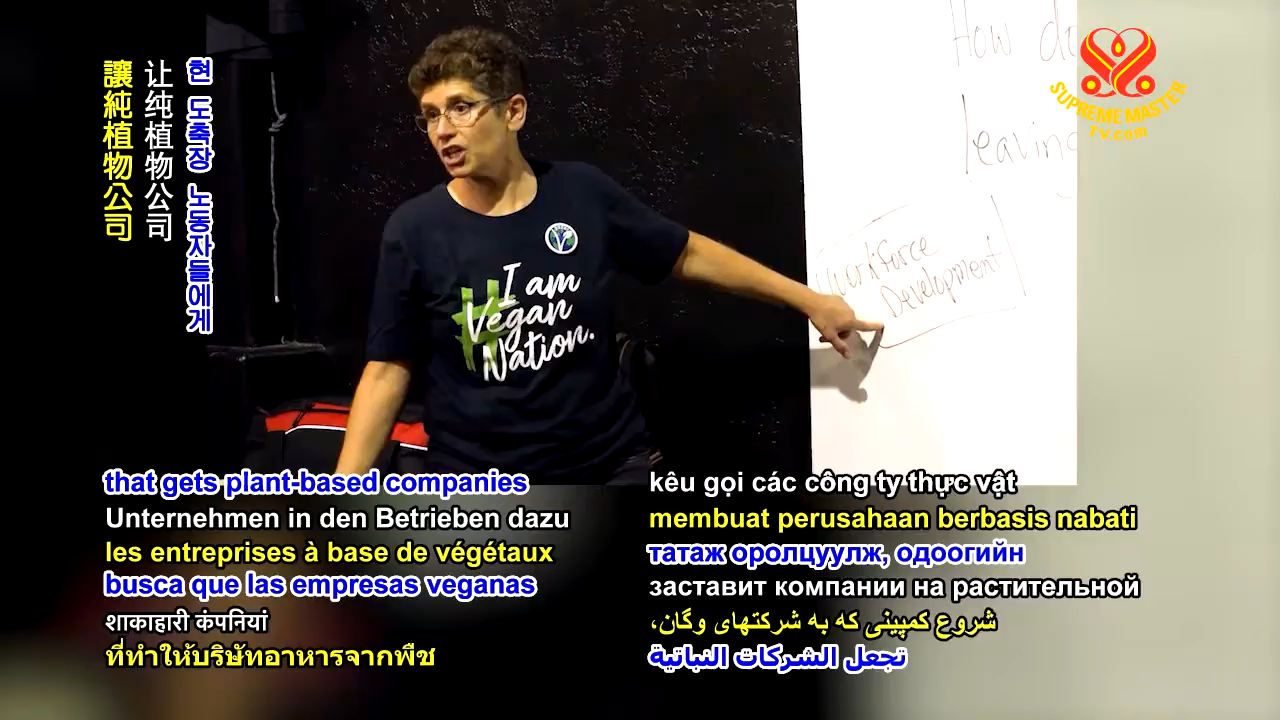 讓純植物公司
让纯植物公司
현 도축장 노동자들에게
How do
leaving
Workforce
Development
SUPREME MASTER
TV.com
#I am
Vegan
Nation.
that gets plant-based companies
Unternehmen in den Betrieben dazu
les entreprises à base de végétaux
busca que las empresas veganas
शाकाहारी कंपनियां
ที่ทำให้บริษัทอาหารจากพืช
kêu gọi các công ty thực vật
membuat perusahaan berbasis nabati
татаж оролцуулж, одоогийн
заставит компании на растительной
شروع کمپینی که به شرکتهای وگان،
تجعل الشركات النباتية